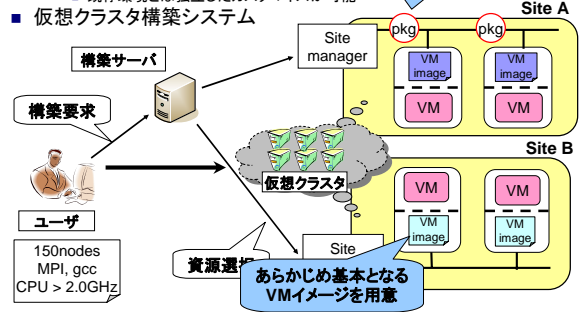 ■ 仮想クラスタ構築システム
Site A
pkg
pkg
Site
manager
構築サーバ
VM
image
VM
image
VM
VM
構築要求
Site B
仮想クラスタ
VM
VM
ユーザ
VM
image
VM
image
150nodes
MPI, gcc
CPU > 2.0GHz
資源選択
Site
あらかじめ基本となる
VMイメージを用意